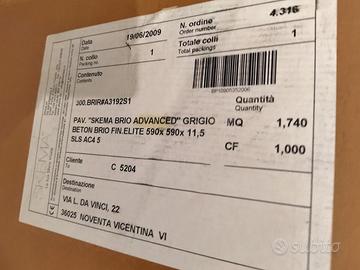 Data
Date
19/06/2009
N. ordine
Order n.
4.316
N. collo
Packing no.
1
Totale colli
Total packings
1
Contenuto
Contents
BP10900352006
300.BRIR#A3192S1
Quantità
Quantity
PAV. "SKEMA BRIO ADVANCED" GRIGIO
BETON BRIO FIN.ELITE 590x 590x 11,5
SLS AC4 5
MQ 1,740
CF 1,000
Cliente
To
C 5204
Destinazione
Destination
VIA L. DA VINCI, 22
36025 NOVENTA VICENTINA VI
subito